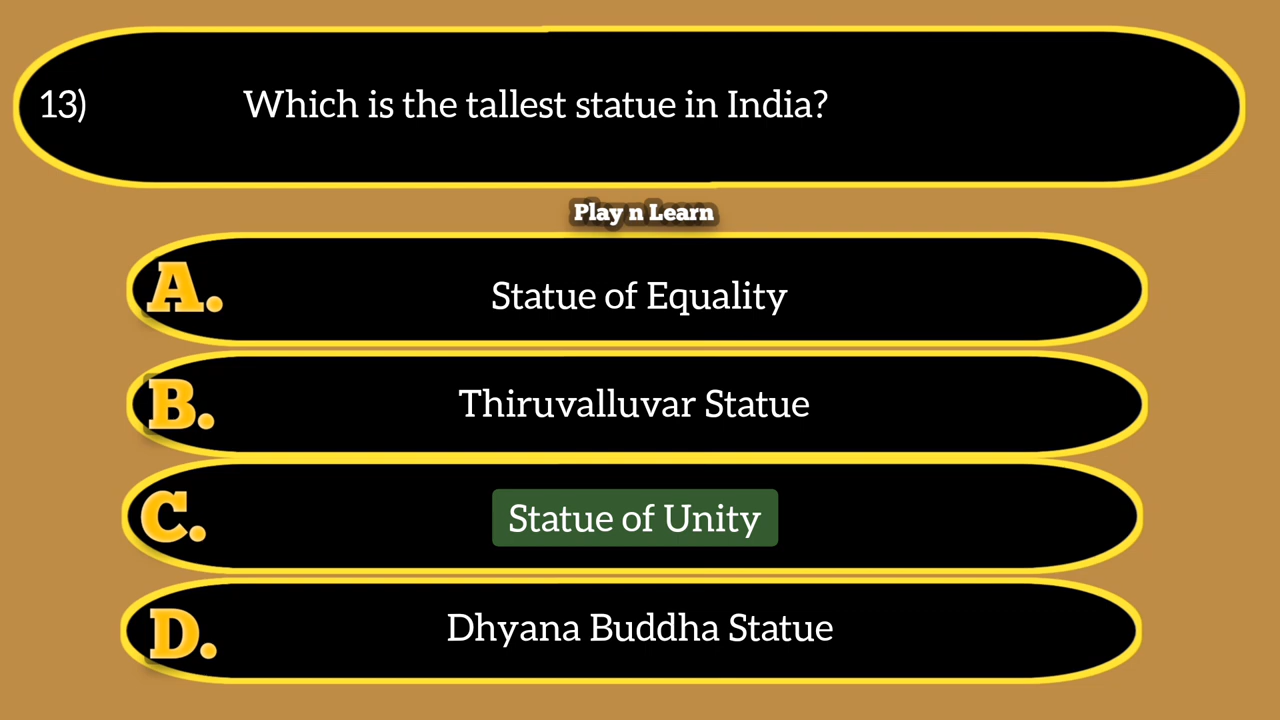 13) Which is the tallest statue in India?
Play n Learn
A. Statue of Equality
B. Thiruvalluvar Statue
C. Statue of Unity
D. Dhyana Buddha Statue